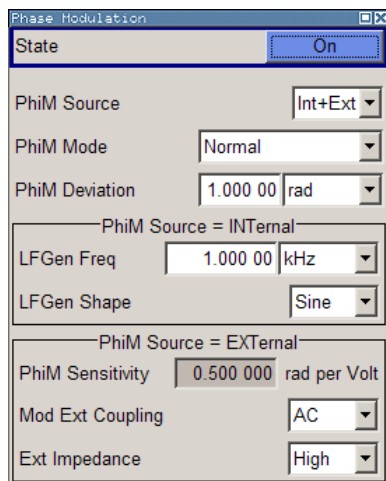 Phase Modulation
State On
PhiM Source Int+Ext
PhiM Mode Normal
PhiM Deviation 1.000 00 rad
PhiM Source = INTernal
LFGen Freq 1.000 00 kHz
LFGen Shape Sine
PhiM Source = EXTernal
PhiM Sensitivity 0.500 000 rad per Volt
Mod Ext Coupling AC
Ext Impedance High